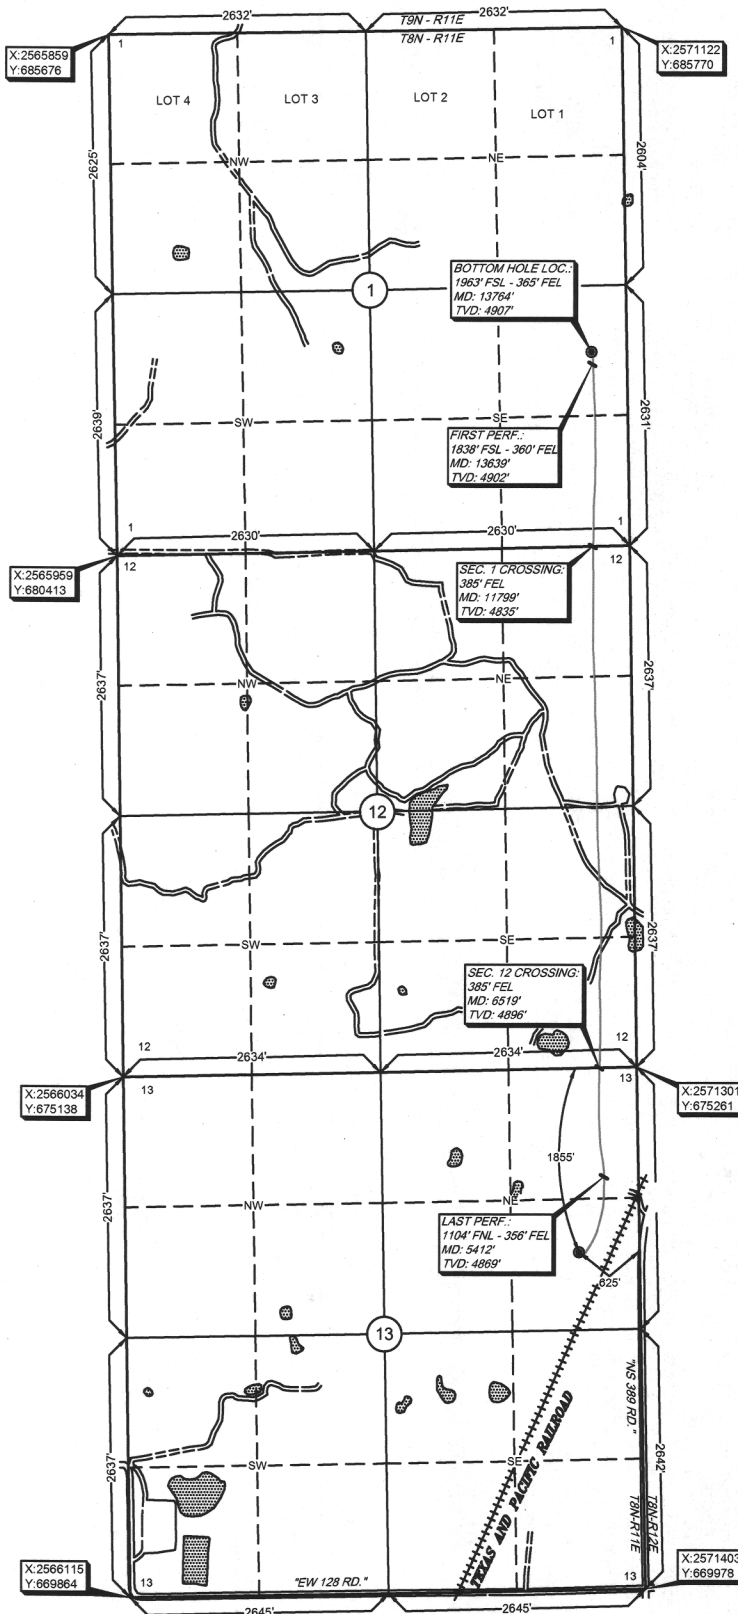 2632'
2632'
T9N - R11E
T8N - R11E
X:2565859
Y:685676
1
1
X:2571122
Y:685770
LOT 4
LOT 3
LOT 2
LOT 1
2625'
NW
NE
2604'
BOTTOM HOLE LOC.:
1963' FSL - 365' FEL
MD: 13764'
TVD: 4907'
1
2639'
SW
SE
2631'
FIRST PERF.:
1838' FSL - 360' FEL
MD: 13639'
TVD: 4902'
1
2630'
2630'
1
X:2565959
Y:680413
12
12
SEC. 1 CROSSING:
385' FEL
MD: 11799'
TVD: 4835'
2637'
NW
NE
2637'
12
2637'
SW
SE
2637'
SEC. 12 CROSSING:
385' FEL
MD: 6519'
TVD: 4896'
12
2634'
2634'
12
X:2566034
Y:675138
13
13
X:2571301
Y:675261
1855'
2637'
NW
NE
LAST PERF.:
1104' FNL - 356' FEL
MD: 5412'
TVD: 4869'
625'
13
"NS 389 RD."
TEXAS AND PACIFIC RAILROAD
2637'
SW
SE
2642'
T8N-R11E
T8N-R12E
X:2566115
Y:669864
13
"EW 128 RD."
13
X:2571403
Y:669978
2645'
2645'